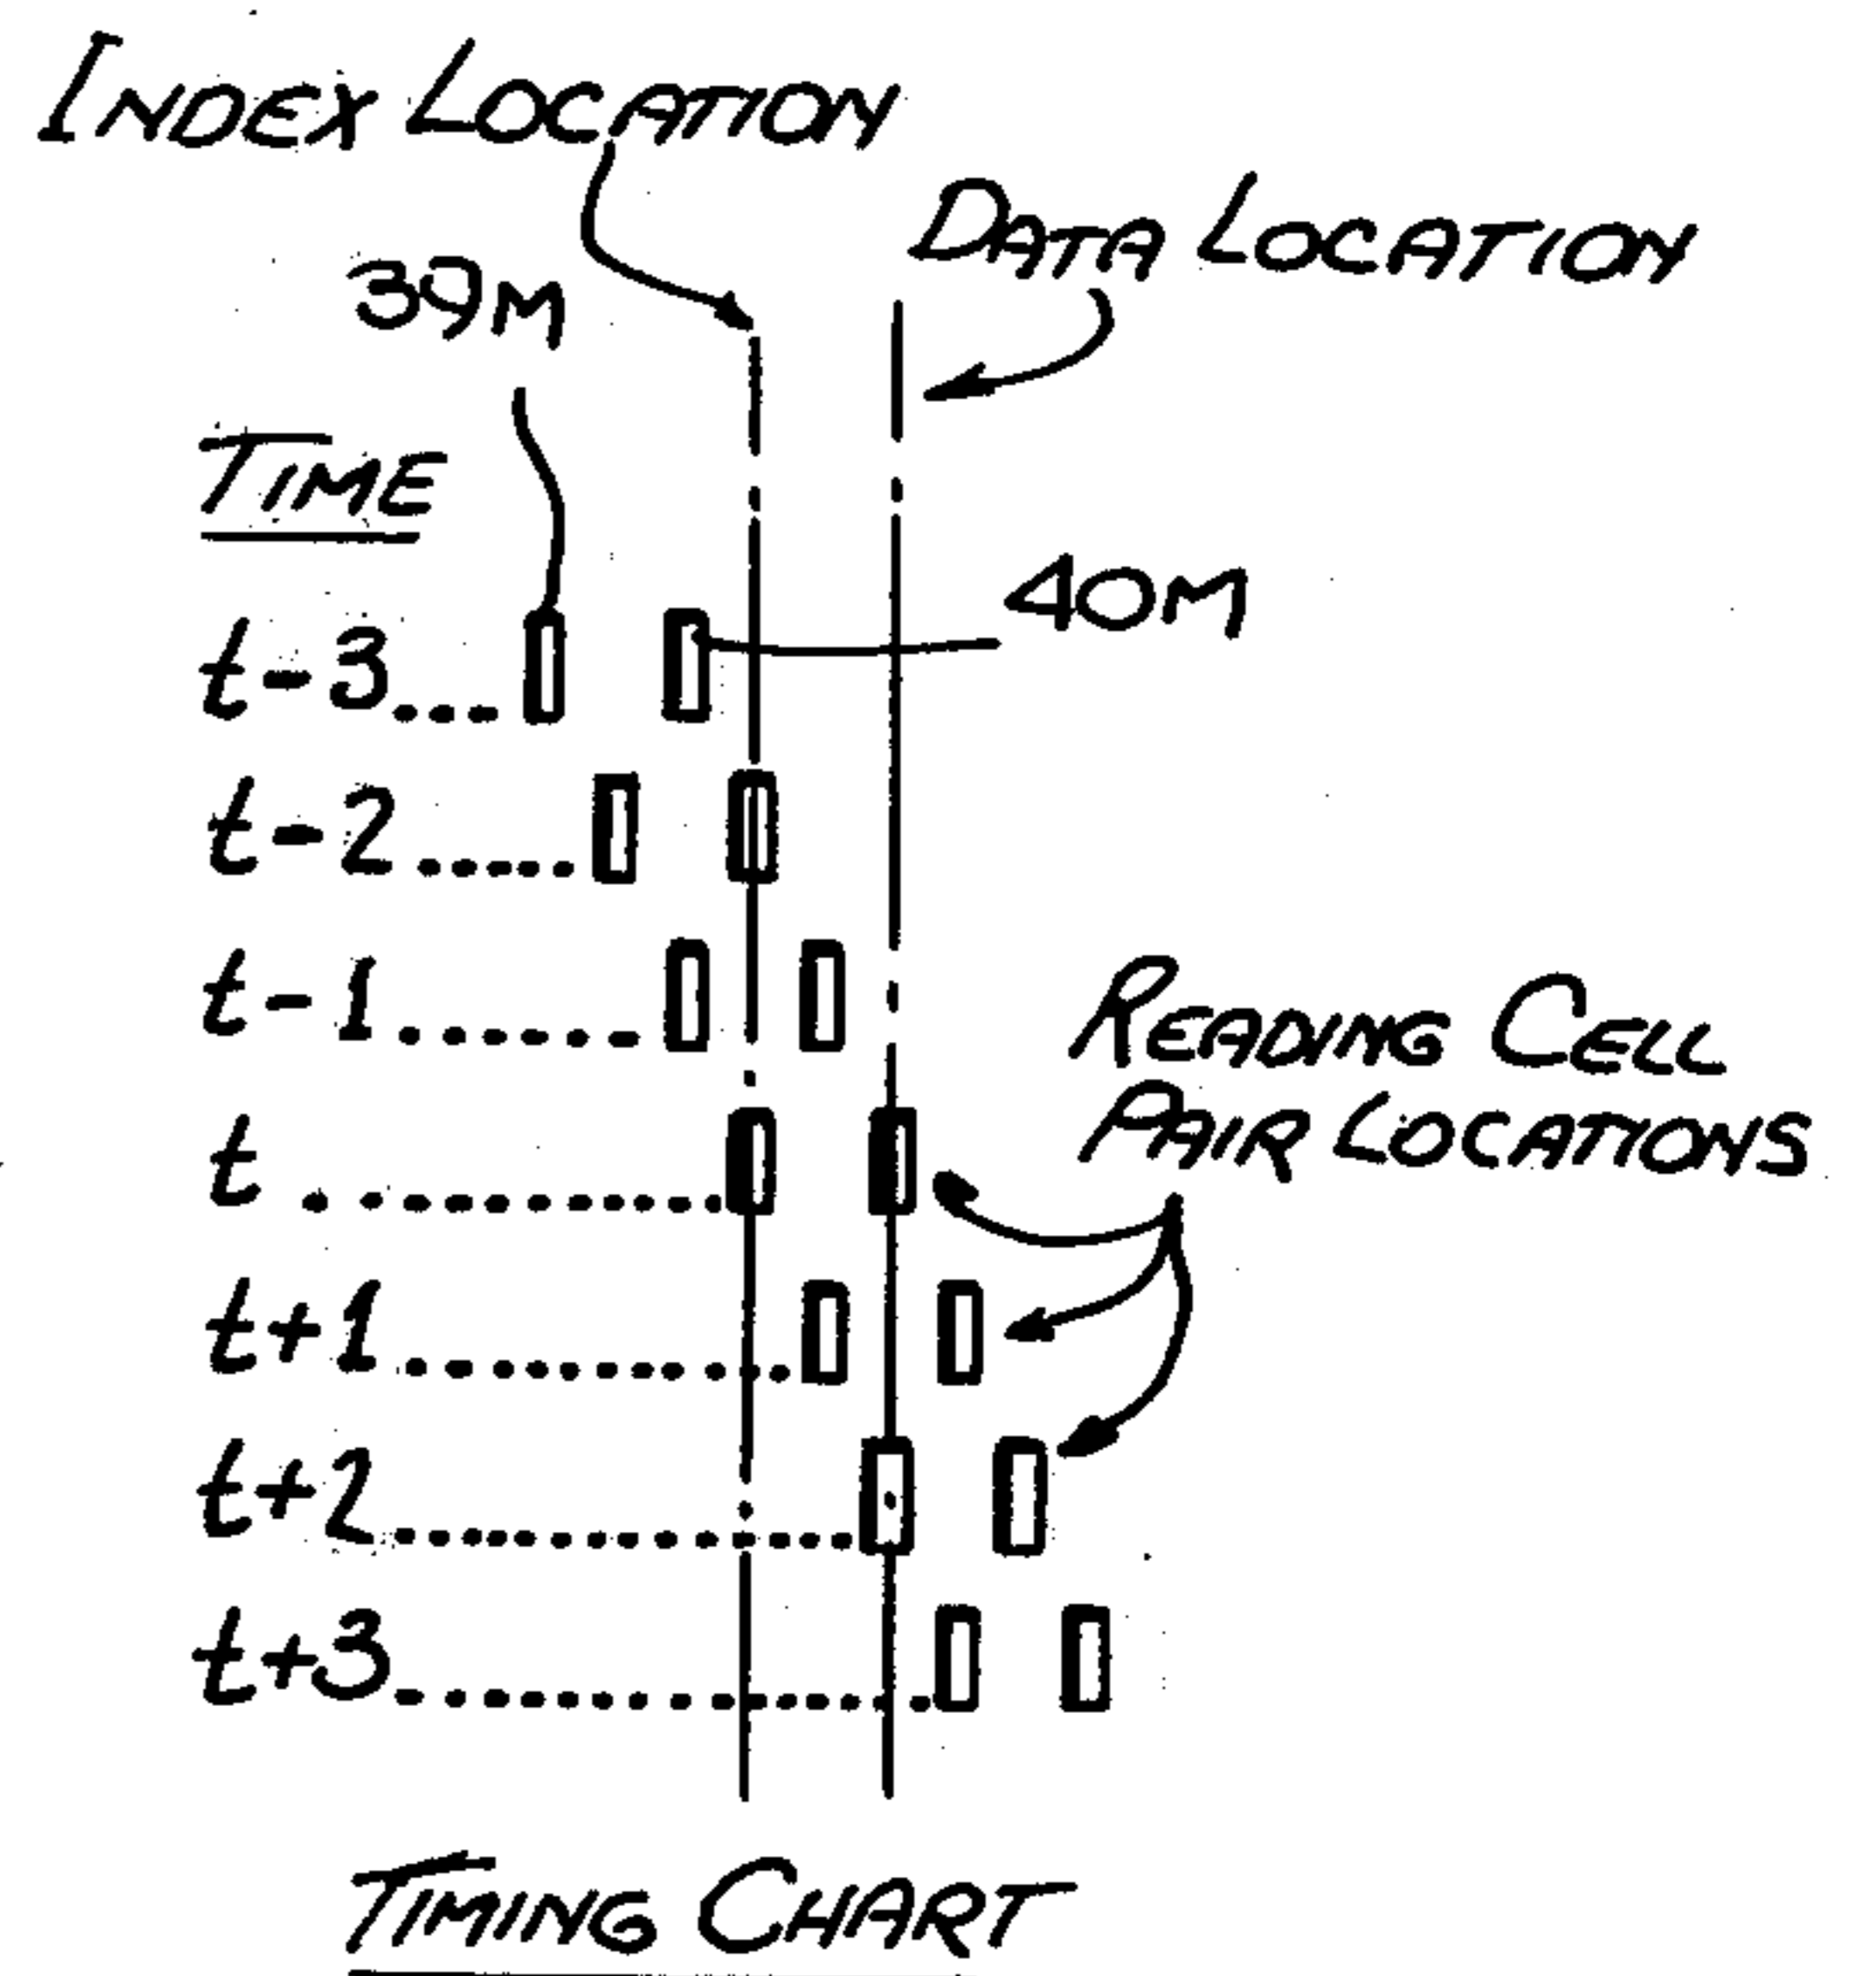 INDEX LOCATION
DATA LOCATION
39M
TIME
40M
t-3...
t-2.....
t-1......
READING CELL
PAIR LOCATIONS
t...........
t+1..........
t+2.............
t+3..............
TIMING CHART